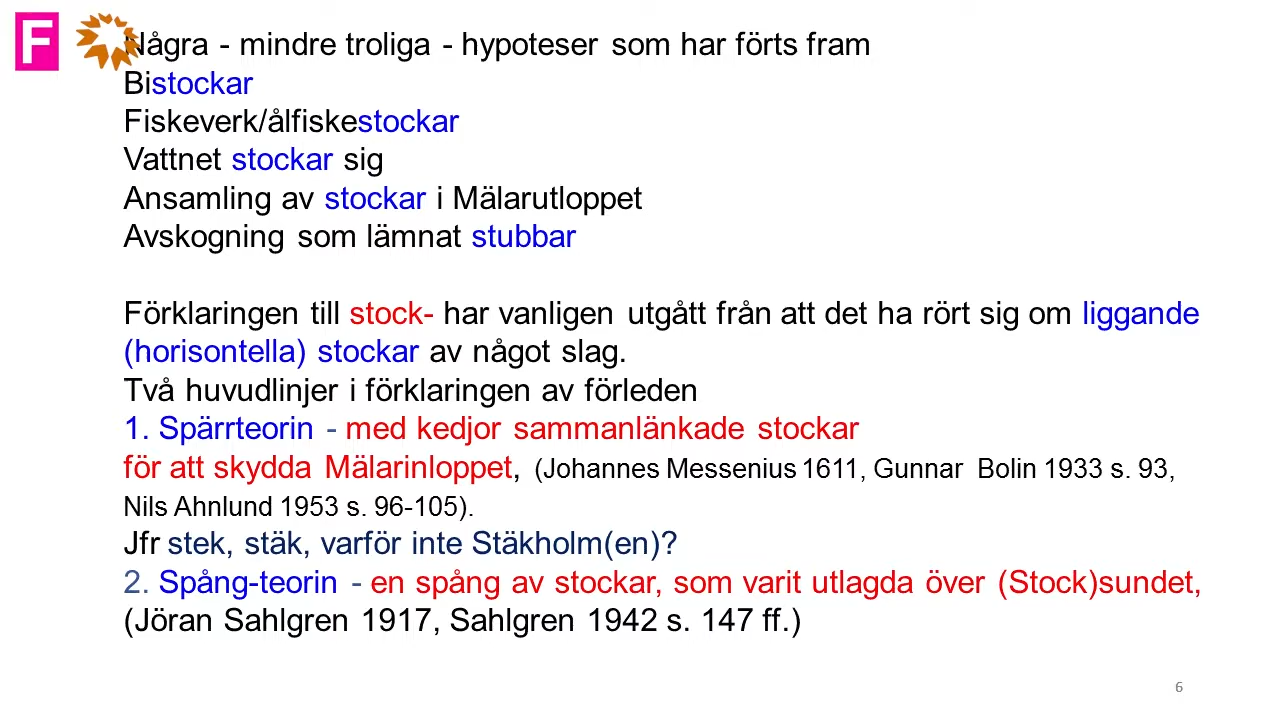 F
Några - mindre troliga - hypoteser som har förts fram
Bistockar
Fiskeverk/ålfiskestockar
Vattnet stockar sig
Ansamling av stockar i Mälarutloppet
Avskogning som lämnat stubbar
Förklaringen till stock- har vanligen utgått från att det ha rört sig om liggande
(horisontella) stockar av något slag.
Två huvudlinjer i förklaringen av förleden
1. Spärrteorin - med kedjor sammanlänkade stockar
för att skydda Mälarinloppet, (Johannes Messenius 1611, Gunnar Bolin 1933 s. 93,
Nils Ahnlund 1953 s. 96-105).
Jfr stek, stäk, varför inte Stäkholm(en)?
2. Spång-teorin - en spång av stockar, som varit utlagda över (Stock)sundet,
(Jöran Sahlgren 1917, Sahlgren 1942 s. 147 ff.)
6